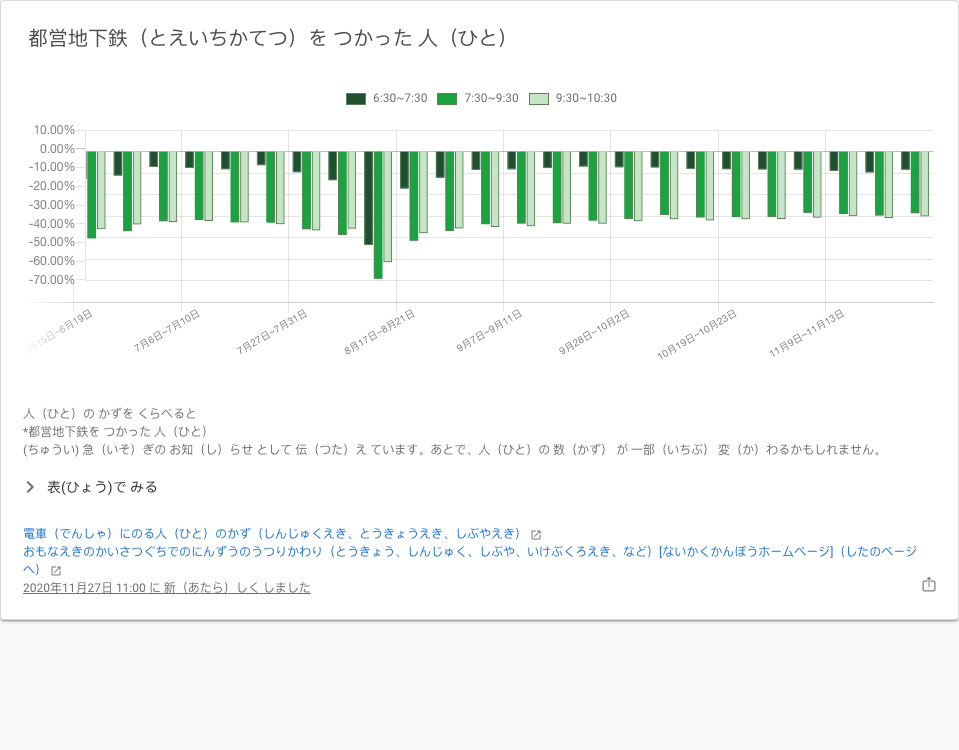 都営地下鉄（とえいちかてつ）を つかった 人（ひと）
6:30~7:30 7:30~9:30 9:30~10:30
10.00%
0.00%
-10.00%
-20.00%
-30.00%
-40.00%
-50.00%
-60.00%
-70.00%
月15日~6月19日
7月6日~7月10日
7月27日~7月31日
8月17日~8月21日
9月7日~9月11日
9月28日~10月2日
10月19日~10月23日
11月9日~11月13日
人（ひと）の かずを くらべると
*都営地下鉄を つかった 人（ひと）
(ちゅうい) 急（いそ）ぎの お知（し）らせ として 伝（つた）え ています。あとで、人（ひと）の 数（かず） が 一部（いちぶ） 変（か）わるかもしれません。
表(ひょう)で みる
電車（でんしゃ）にのる人（ひと）のかず（しんじゅくえき、とうきょうえき、しぶやえき）
おもなえきのかいさつぐちでのにんずうのうつりかわり（とうきょう、しんじゅく、しぶや、いけぶくろえき、など）[ないかくかんぼうホームページ]（したのページ
へ）
2020年11月27日 11:00 に 新（あたら）しく しました